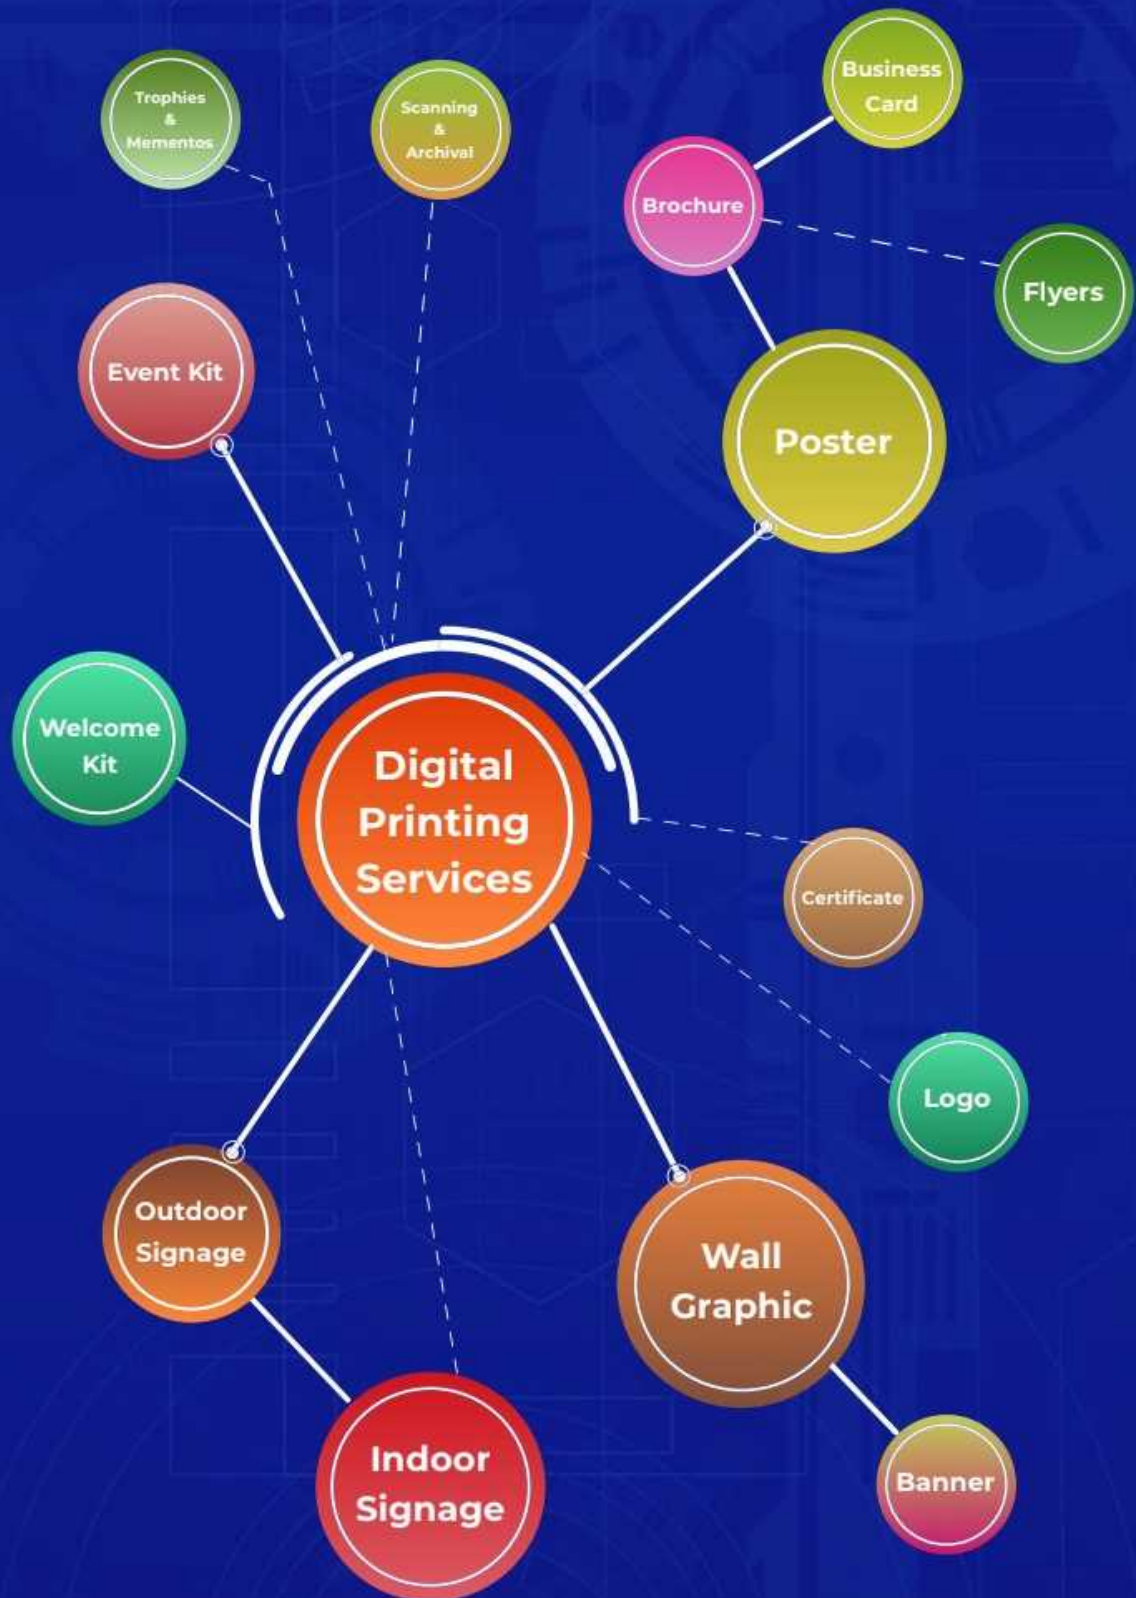 Business
Card
Trophies
&
Mementos
Scanning
&
Archival
Brochure
Flyers
Event Kit
Poster
Welcome
Kit
Digital
Printing
Services
Certificate
Logo
Outdoor
Signage
Wall
Graphic
Indoor
Signage
Banner